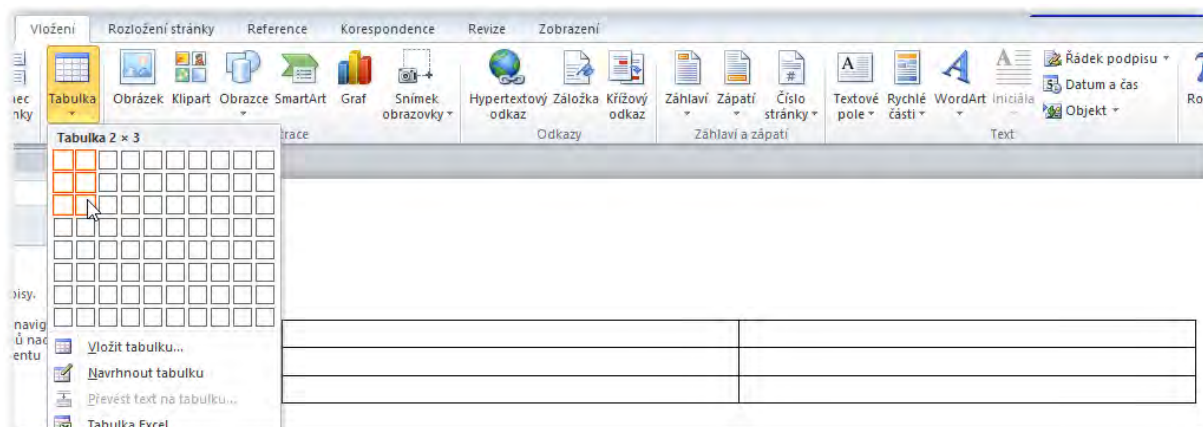 Vložení Rozložení stránky Reference Korespondence Revize Zobrazení
Tabulka Obrázek Klipart Obrazce SmartArt Graf Snímek obrazovky Hypertextový odkaz Záložka Křížový odkaz Záhlaví Zápatí Číslo stránky Textové pole Rychlé části WordArt Iniciála Řádek podpisu
Datum a čas
Objekt
Odkazy Záhlaví a zápatí Text
Tabulka 2 × 3
Vložit tabulku...
Navrhnout tabulku
Převést text na tabulku...
Tabulka Excel